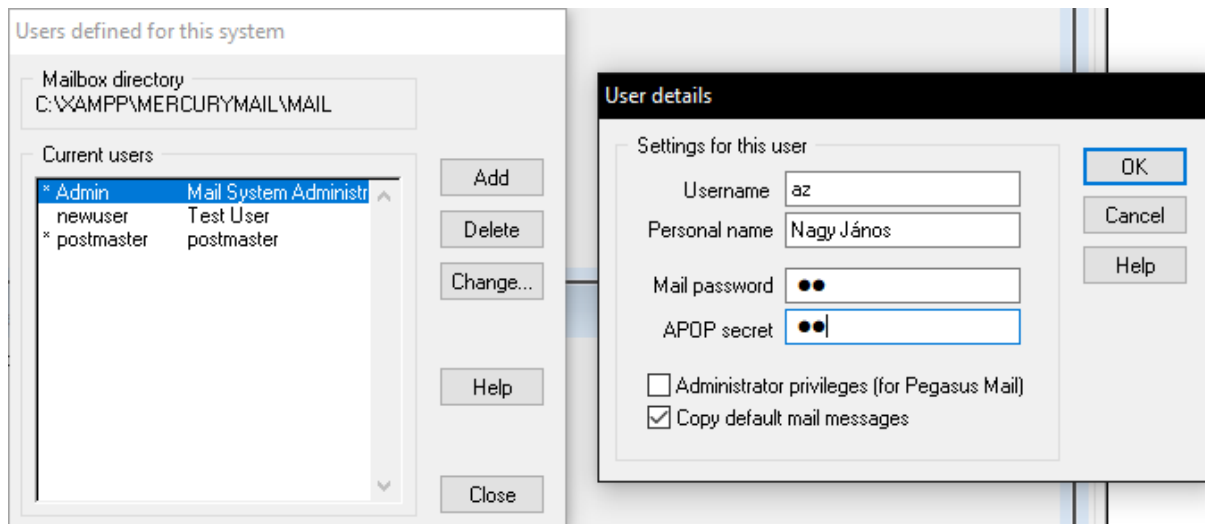 Users defined for this system
Mailbox directory
C:\XAMPP\MERCURYMAIL\MAIL
Current users
* Admin Mail System Administr
newuser Test User
* postmaster postmaster
Add
Delete
Change...
Help
Close
User details
Settings for this user
Username az
Personal name Nagy János
Mail password ●●
APOP secret ●●
Administrator privileges (for Pegasus Mail)
Copy default mail messages
OK
Cancel
Help